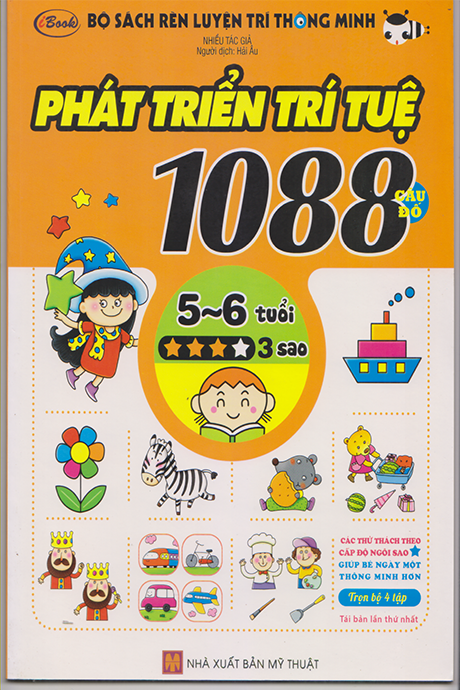 iBook
BỘ SÁCH RÈN LUYỆN TRÍ THÔNG MINH
NHIỀU TÁC GIẢ
Người dịch: Hải Âu
PHÁT TRIỂN TRÍ TUỆ
1088
CÂU
ĐỐ
5~6 tuổi
3 sao
CÁC THỬ THÁCH THEO
CẤP ĐỘ NGÔI SAO
GIÚP BÉ NGÀY MỘT
THÔNG MINH HƠN
Trọn bộ 4 tập
Tái bản lần thứ nhất
NHÀ XUẤT BẢN MỸ THUẬT